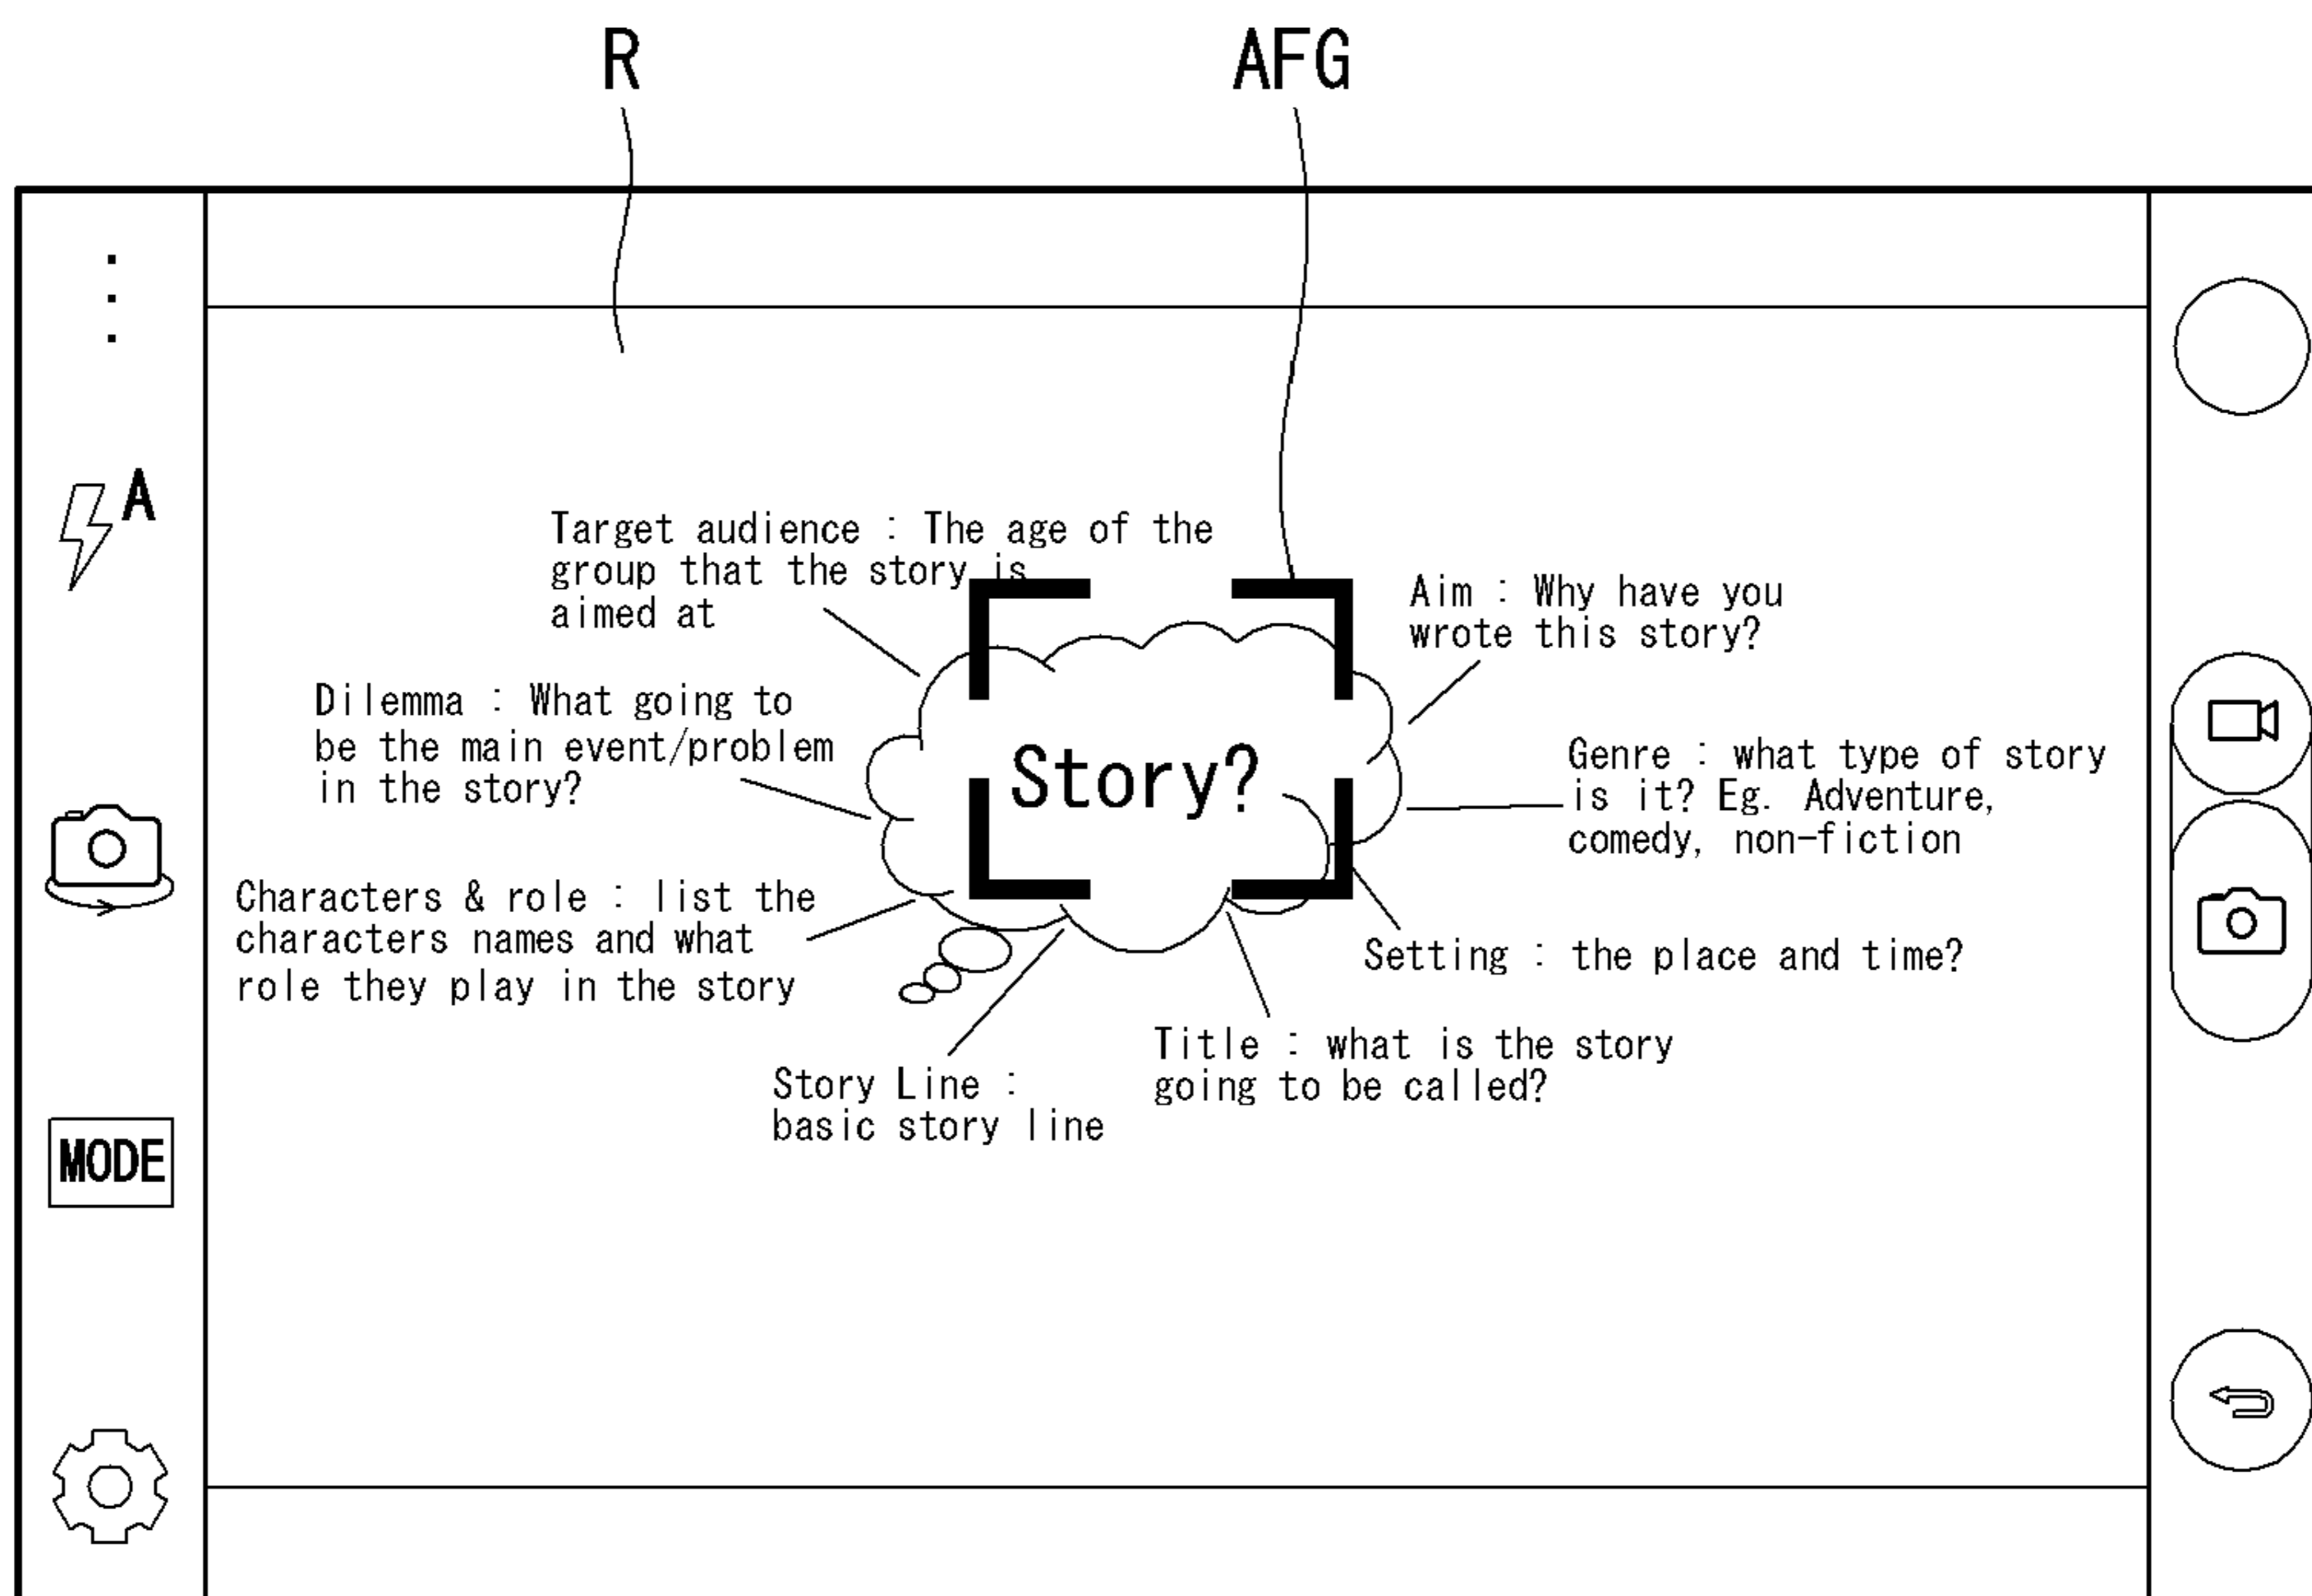 R
AFG
A
Target audience : The age of the
group that the story is
aimed at
Aim : Why have you
wrote this story?
Dilemma : What going to
be the main event/problem
in the story?
Story?
Genre : what type of story
is it? Eg. Adventure,
comedy, non-fiction
Characters & role : list the
characters names and what
role they play in the story
Setting : the place and time?
Title : what is the story
going to be called?
Story Line :
basic story line
MODE